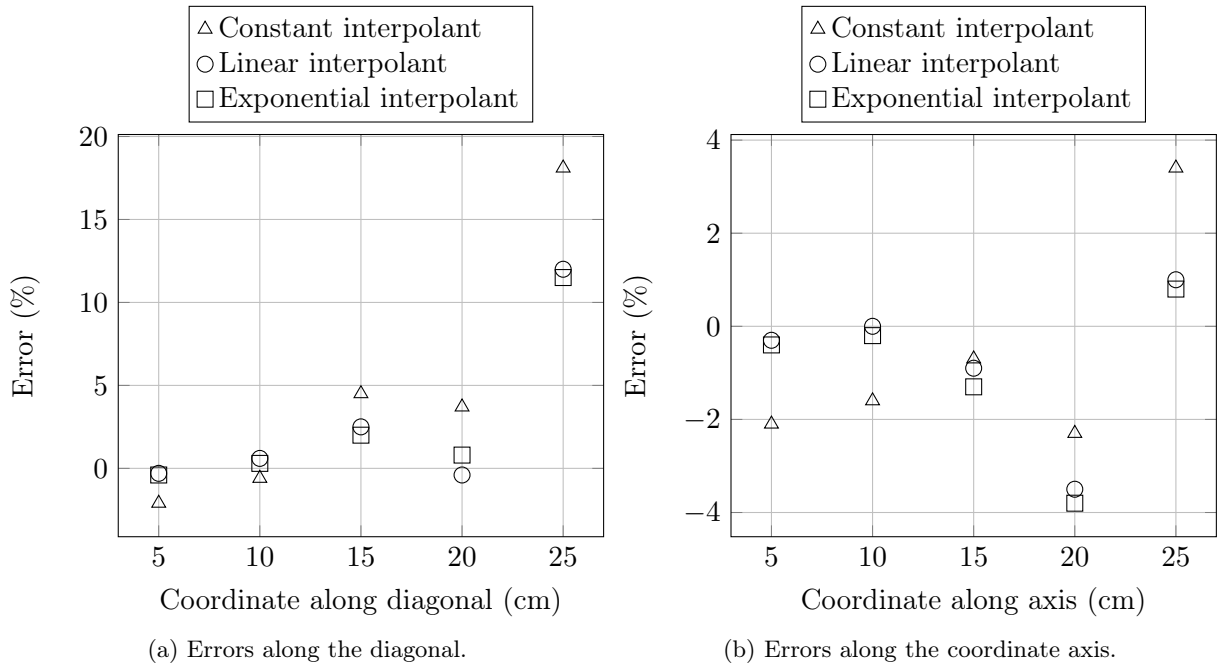 Constant interpolant
Linear interpolant
Exponential interpolant
20
15
10
5
0
Error (%)
5 10 15 20 25
Coordinate along diagonal (cm)
(a) Errors along the diagonal.
Constant interpolant
Linear interpolant
Exponential interpolant
4
2
0
−2
−4
Error (%)
5 10 15 20 25
Coordinate along axis (cm)
(b) Errors along the coordinate axis.